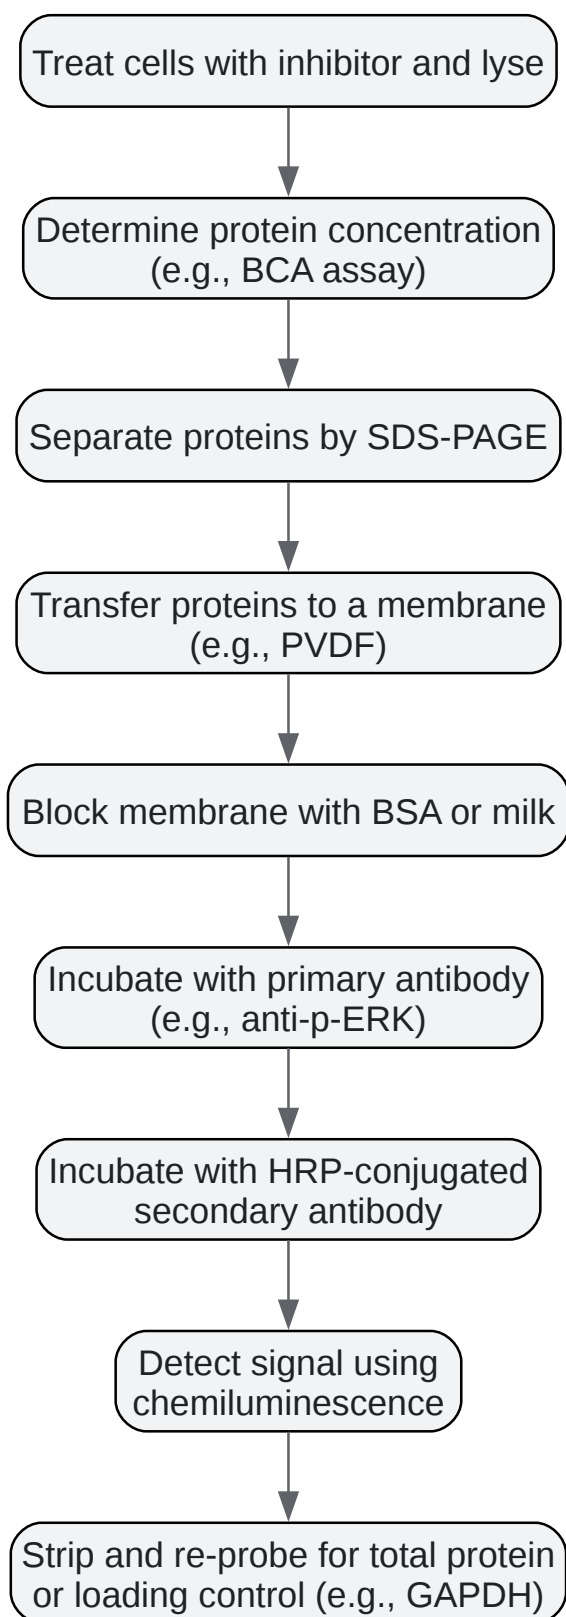 Treat cells with inhibitor and lyse
Determine protein concentration
(e.g., BCA assay)
Separate proteins by SDS-PAGE
Transfer proteins to a membrane
(e.g., PVDF)
Block membrane with BSA or milk
Incubate with primary antibody
(e.g., anti-p-ERK)
Incubate with HRP-conjugated
secondary antibody
Detect signal using
chemiluminescence
Strip and re-probe for total protein
or loading control (e.g., GAPDH)